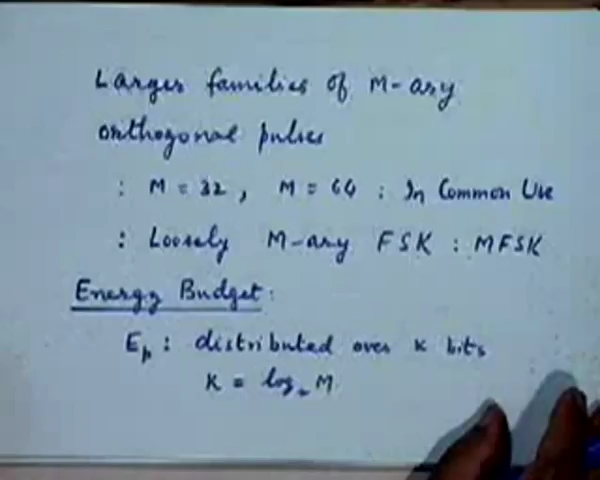 Larger families of M-ary
orthogonal pulses
: M = 32, M = 64 : In Common Use
: Loosely M-ary FSK : MFSK
Energy Budget:
Ep : distributed over K bits
K = log₂ M